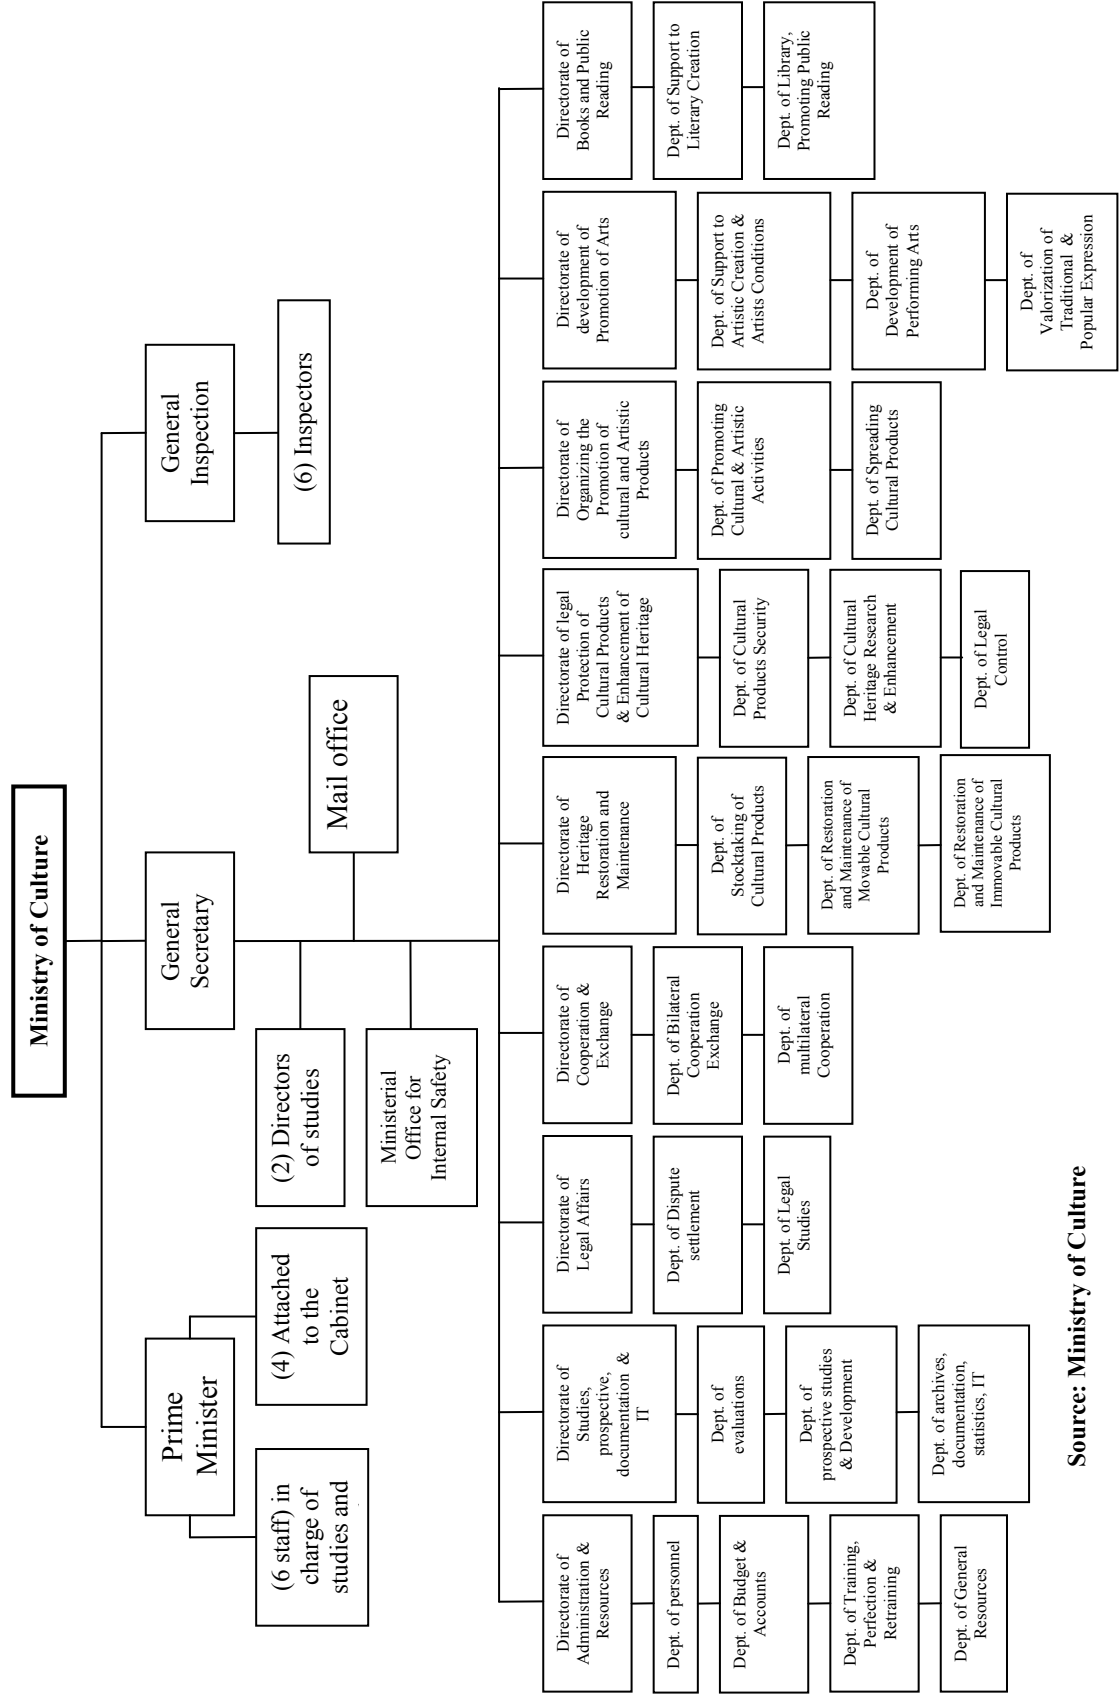 Ministry of Culture
Prime
Minister
General
Secretary
General
Inspection
(6 staff) in
charge of
studies and
(4) Attached
to the
Cabinet
(2) Directors
of studies
Ministerial
Office for
Internal Safety
Mail office
(6) Inspectors
Directorate of
Administration &
Resources
Dept. of personnel
Dept. of Budget &
Accounts
Dept. of Training,
Perfection &
Retraining
Dept. of General
Resources
Directorate of
Studies,
prospective,
documentation &
IT
Dept. of
evaluations
Dept. of
prospective studies
& Development
Dept. of archives,
documentation,
statistics, IT
Directorate of
Legal Affairs
Dept. of Dispute
settlement
Dept. of Legal
Studies
Directorate of
Cooperation &
Exchange
Dept. of Bilateral
Cooperation
Exchange
Dept. of
multilateral
Cooperation
Directorate of
Heritage
Restoration and
Maintenance
Dept. of
Stocktaking of
Cultural Products
Dept. of Restoration
and Maintenance of
Movable Cultural
Products
Dept. of Restoration
and Maintenance of
Immovable Cultural
Products
Directorate of legal
Protection of
Cultural Products
& Enhancement of
Cultural Heritage
Dept. of Cultural
Products Security
Dept. of Cultural
Heritage Research
& Enhancement
Dept. of Legal
Control
Directorate of
Organizing the
Promotion of
cultural and Artistic
Products
Dept. of Promoting
Cultural & Artistic
Activities
Dept. of Spreading
Cultural Products
Directorate of
development of
Promotion of Arts
Dept. of Support to
Artistic Creation &
Artists Conditions
Dept. of
Development of
Performing Arts
Dept. of
Valorization of
Traditional &
Popular Expression
Directorate of
Books and Public
Reading
Dept. of Support to
Literary Creation
Dept. of Library,
Promoting Public
Reading
Source: Ministry of Culture